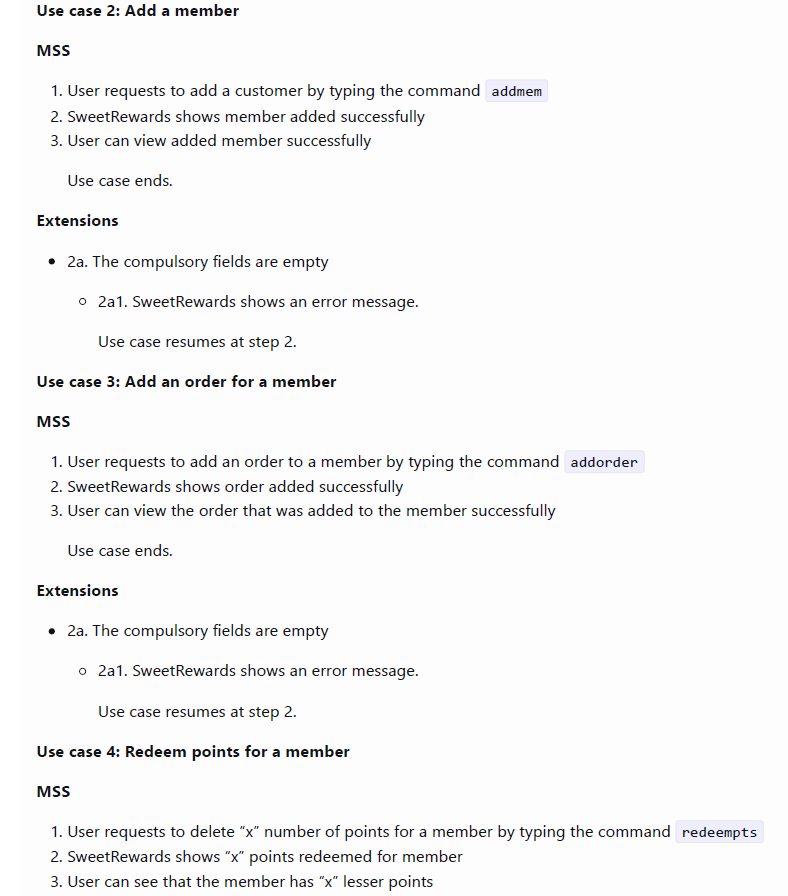 Use case 2: Add a member
MSS
1. User requests to add a customer by typing the command addmem
2. SweetRewards shows member added successfully
3. User can view added member successfully
Use case ends.
Extensions
• 2a. The compulsory fields are empty
○ 2a1. SweetRewards shows an error message.
Use case resumes at step 2.
Use case 3: Add an order for a member
MSS
1. User requests to add an order to a member by typing the command addorder
2. SweetRewards shows order added successfully
3. User can view the order that was added to the member successfully
Use case ends.
Extensions
• 2a. The compulsory fields are empty
○ 2a1. SweetRewards shows an error message.
Use case resumes at step 2.
Use case 4: Redeem points for a member
MSS
1. User requests to delete “x” number of points for a member by typing the command redeempts
2. SweetRewards shows “x” points redeemed for member
3. User can see that the member has “x” lesser points